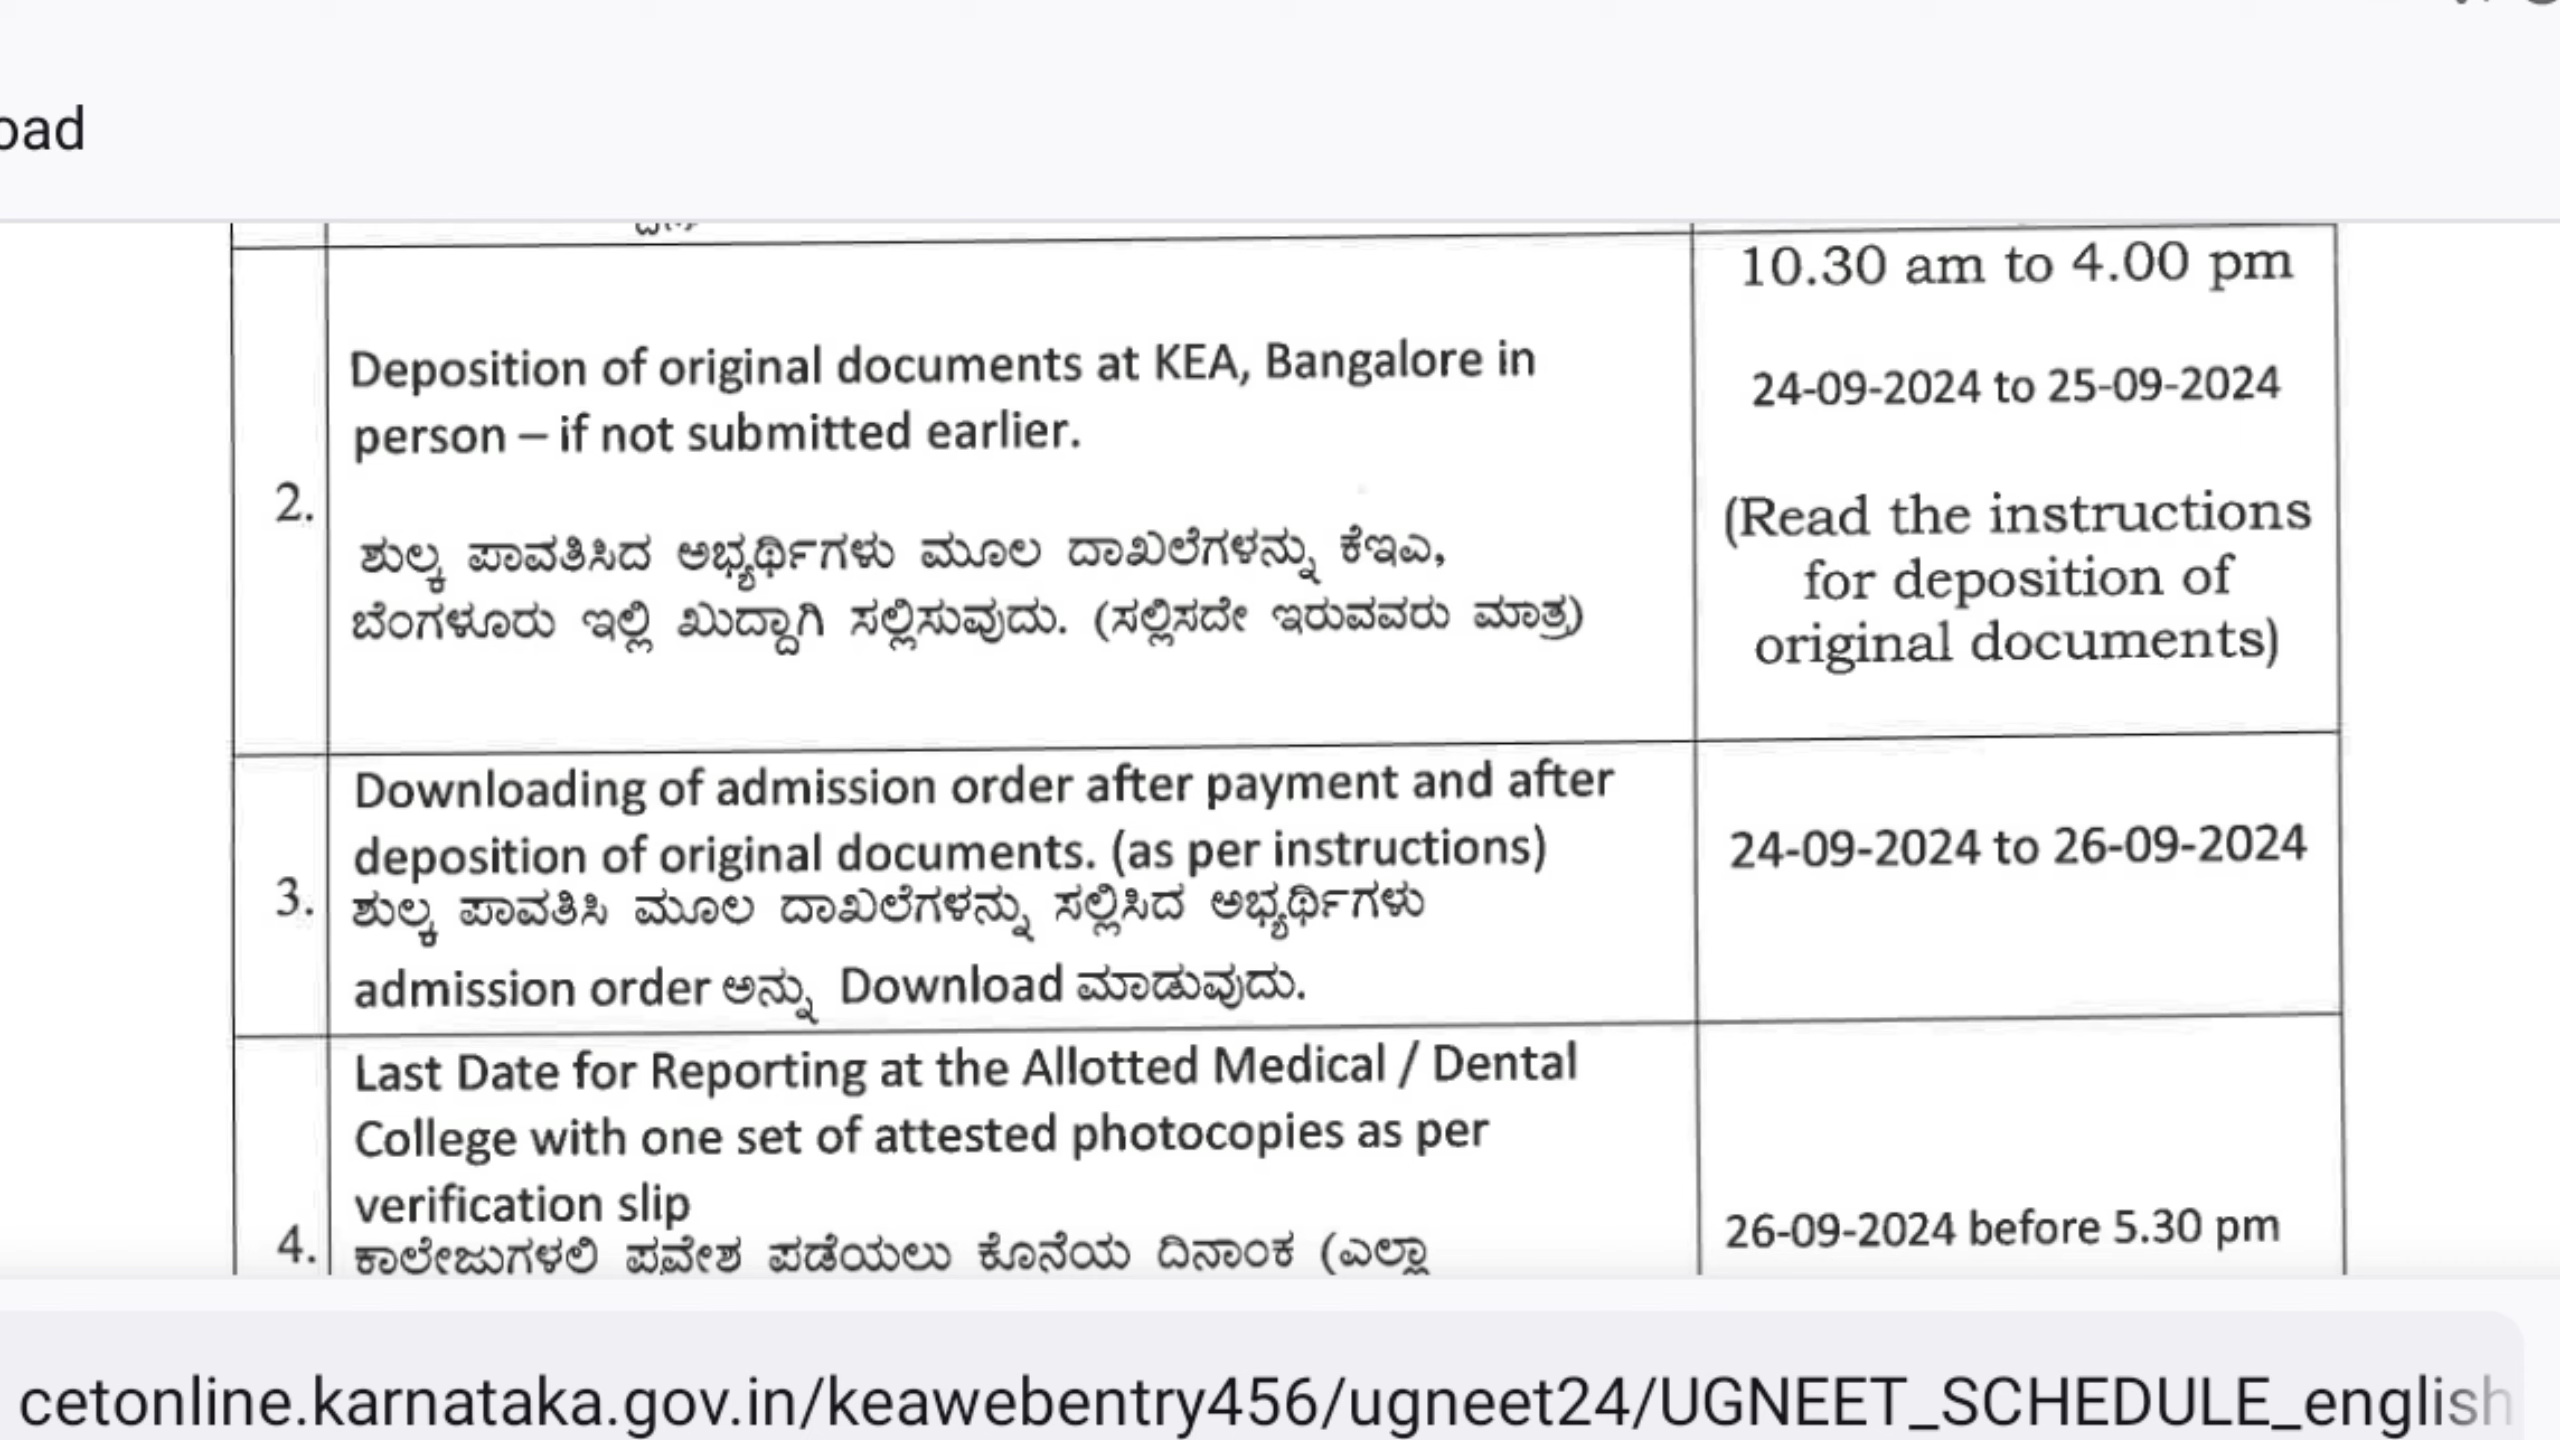 oad
2.
Deposition of original documents at KEA, Bangalore in
person – if not submitted earlier.
ಶುಲ್ಕ ಪಾವತಿಸಿದ ಅಭ್ಯರ್ಥಿಗಳು ಮೂಲ ದಾಖಲೆಗಳನ್ನು ಕೆಇಎ,
ಬೆಂಗಳೂರು ಇಲ್ಲಿ ಖುದ್ದಾಗಿ ಸಲ್ಲಿಸುವುದು. (ಸಲ್ಲಿಸದೇ ಇರುವವರು ಮಾತ್ರ)
10.30 am to 4.00 pm
24-09-2024 to 25-09-2024
(Read the instructions
for deposition of
original documents)
3.
Downloading of admission order after payment and after
deposition of original documents. (as per instructions)
ಶುಲ್ಕ ಪಾವತಿಸಿ ಮೂಲ ದಾಖಲೆಗಳನ್ನು ಸಲ್ಲಿಸಿದ ಅಭ್ಯರ್ಥಿಗಳು
admission order ಅನ್ನು Download ಮಾಡುವುದು.
24-09-2024 to 26-09-2024
4.
Last Date for Reporting at the Allotted Medical / Dental
College with one set of attested photocopies as per
verification slip
ಕಾಲೇಜುಗಳಲಿ ಪವೇಶ ಪಡೆಯಲು ಕೊನೆಯ ದಿನಾಂಕ (ಎಲ್ಲಾ
26-09-2024 before 5.30 pm
cetonline.karnataka.gov.in/keawebentry456/ugneet24/UGNEET_SCHEDULE_english